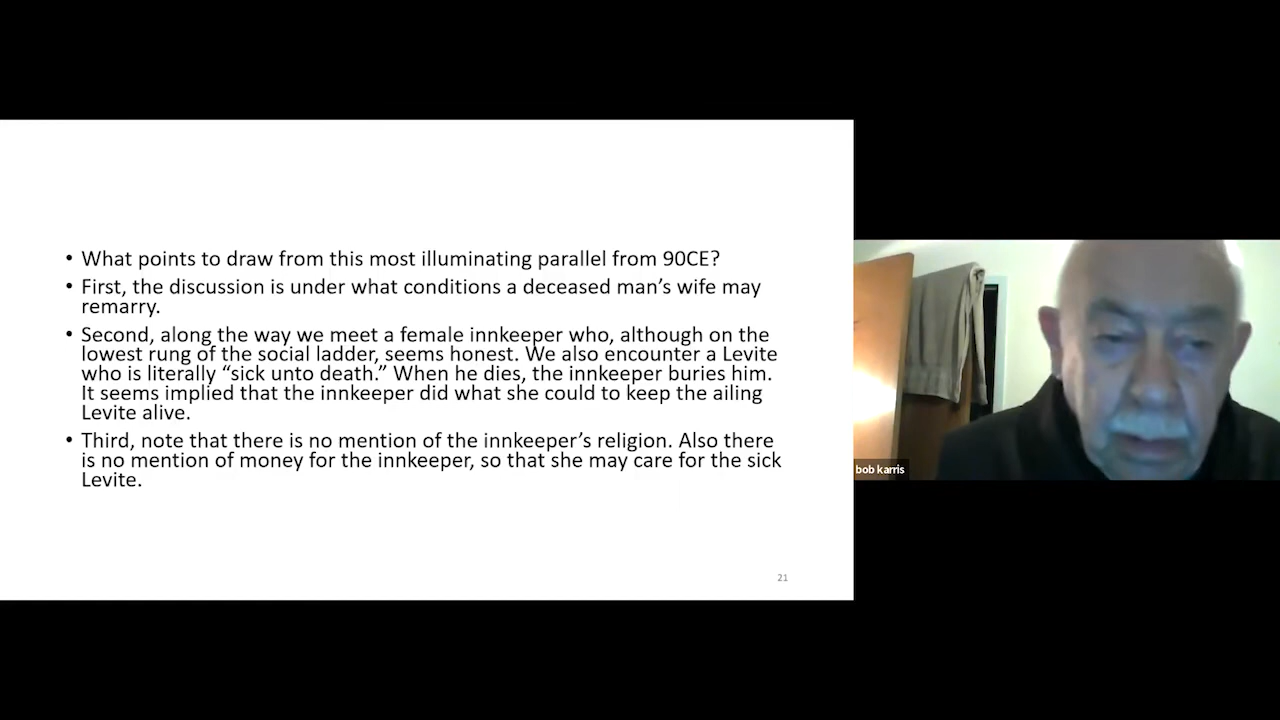 • What points to draw from this most illuminating parallel from 90CE?
• First, the discussion is under what conditions a deceased man’s wife may
remarry.
• Second, along the way we meet a female innkeeper who, although on the
lowest rung of the social ladder, seems honest. We also encounter a Levite
who is literally “sick unto death.” When he dies, the innkeeper buries him.
It seems implied that the innkeeper did what she could to keep the ailing
Levite alive.
• Third, note that there is no mention of the innkeeper’s religion. Also there
is no mention of money for the innkeeper, so that she may care for the sick
Levite.
21
bob karris